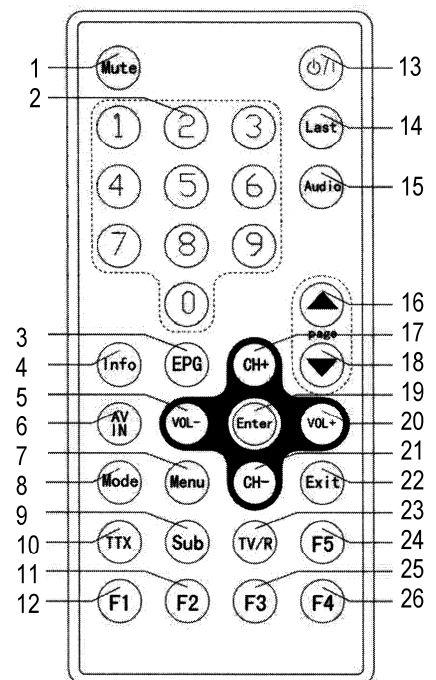 1 Mute ⏻/I 13
2 1 2 3 Last 14
4 5 6 Audio 15
7 8 9
0 16
page 17
3 EPG CH+ 18
4 Info 19
5 VOL- Enter VOL+ 20
6 AV IN 21
7 Menu CH- Exit 22
8 Mode 23
9 Sub TV/R F5 24
10 TTX 25
11 F2 F3 F4 26
12 F1